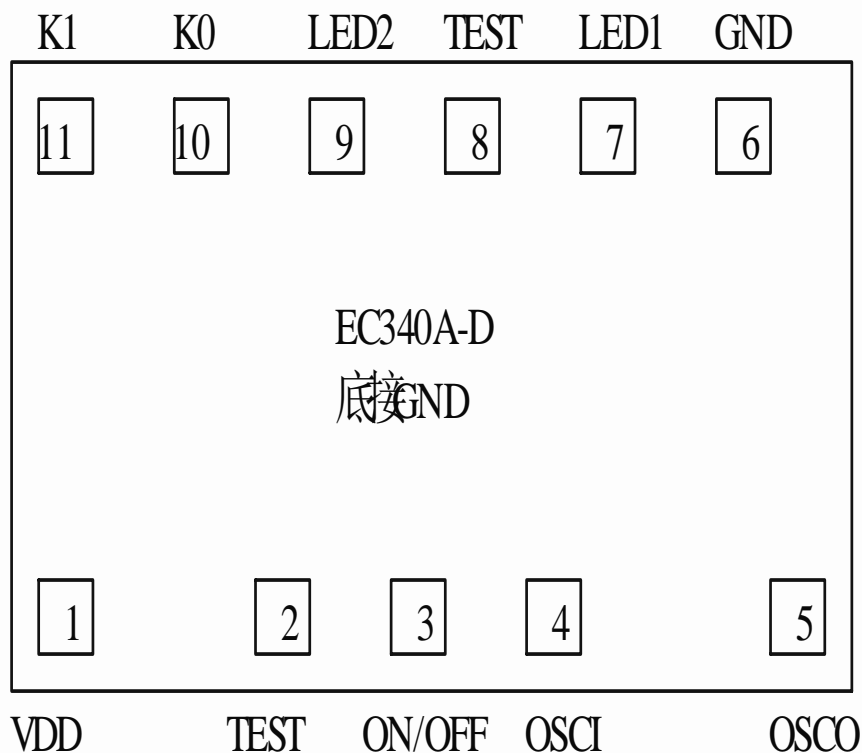 K1 K0 LED2 TEST LED1 GND
11 10 9 8 7 6
EC340A-D
底接GND
1 2 3 4 5
VDD TEST ON/OFF OSCI OSCO